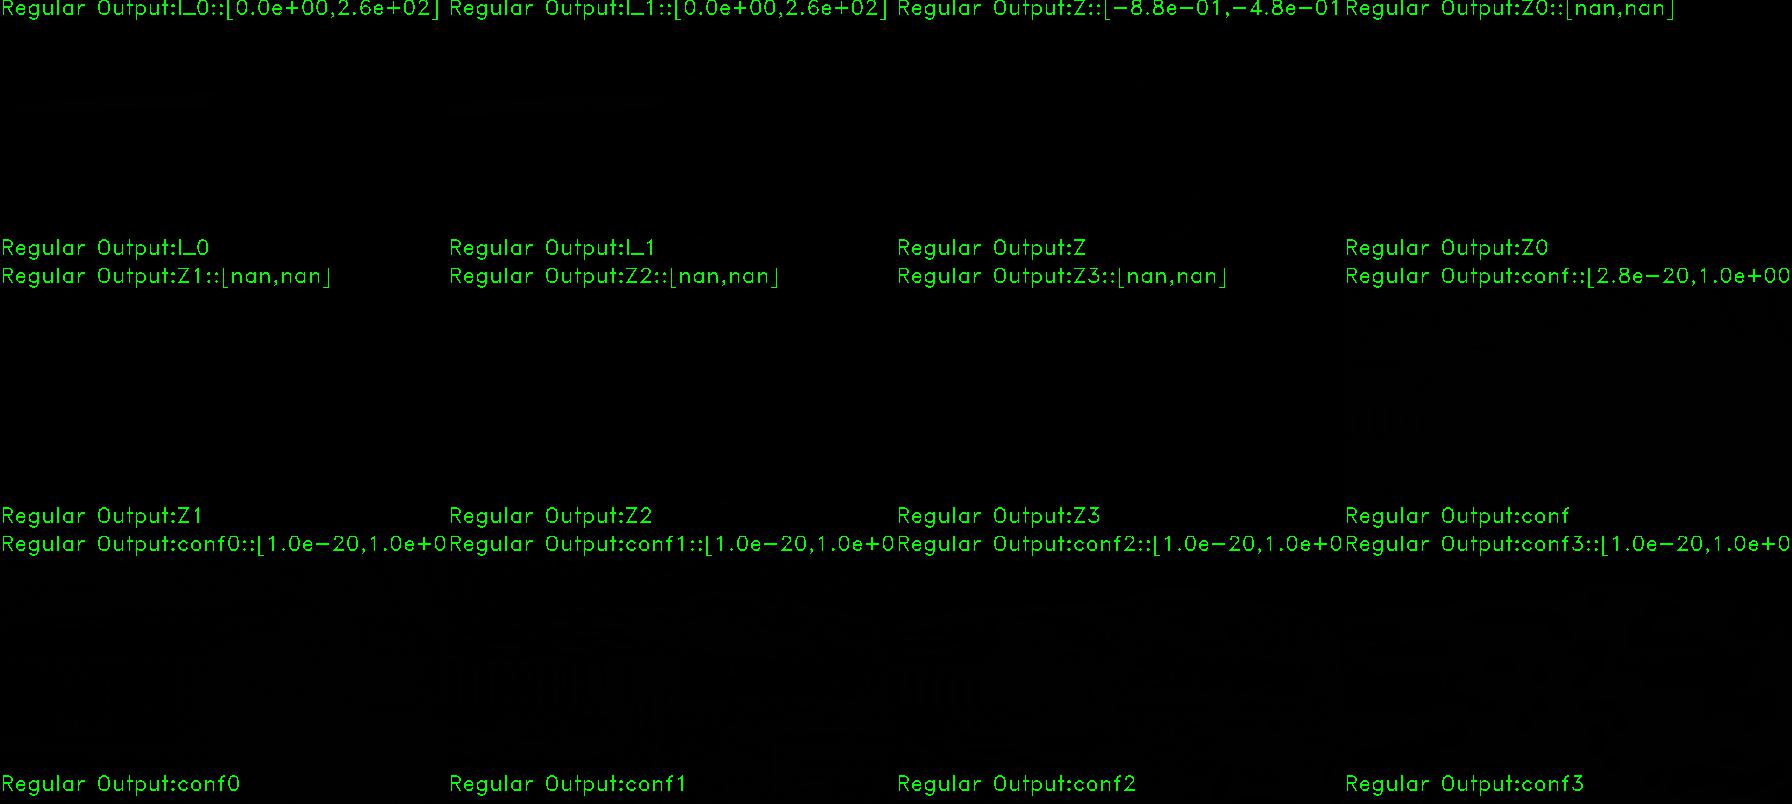 Regular Output:I_0::[0.0e+00,2.6e+02] Regular Output:I_1::[0.0e+00,2.6e+02] Regular Output:Z::[-8.8e-01,-4.8e-01 Regular Output:Z0::[nan,nan]
Regular Output:I_0 Regular Output:I_1 Regular Output:Z Regular Output:Z0
Regular Output:Z1::[nan,nan] Regular Output:Z2::[nan,nan] Regular Output:Z3::[nan,nan] Regular Output:conf::[2.8e-20,1.0e+00
Regular Output:Z1 Regular Output:Z2 Regular Output:Z3 Regular Output:conf
Regular Output:conf0::[1.0e-20,1.0e+0 Regular Output:conf1::[1.0e-20,1.0e+0 Regular Output:conf2::[1.0e-20,1.0e+0 Regular Output:conf3::[1.0e-20,1.0e+0
Regular Output:conf0 Regular Output:conf1 Regular Output:conf2 Regular Output:conf3